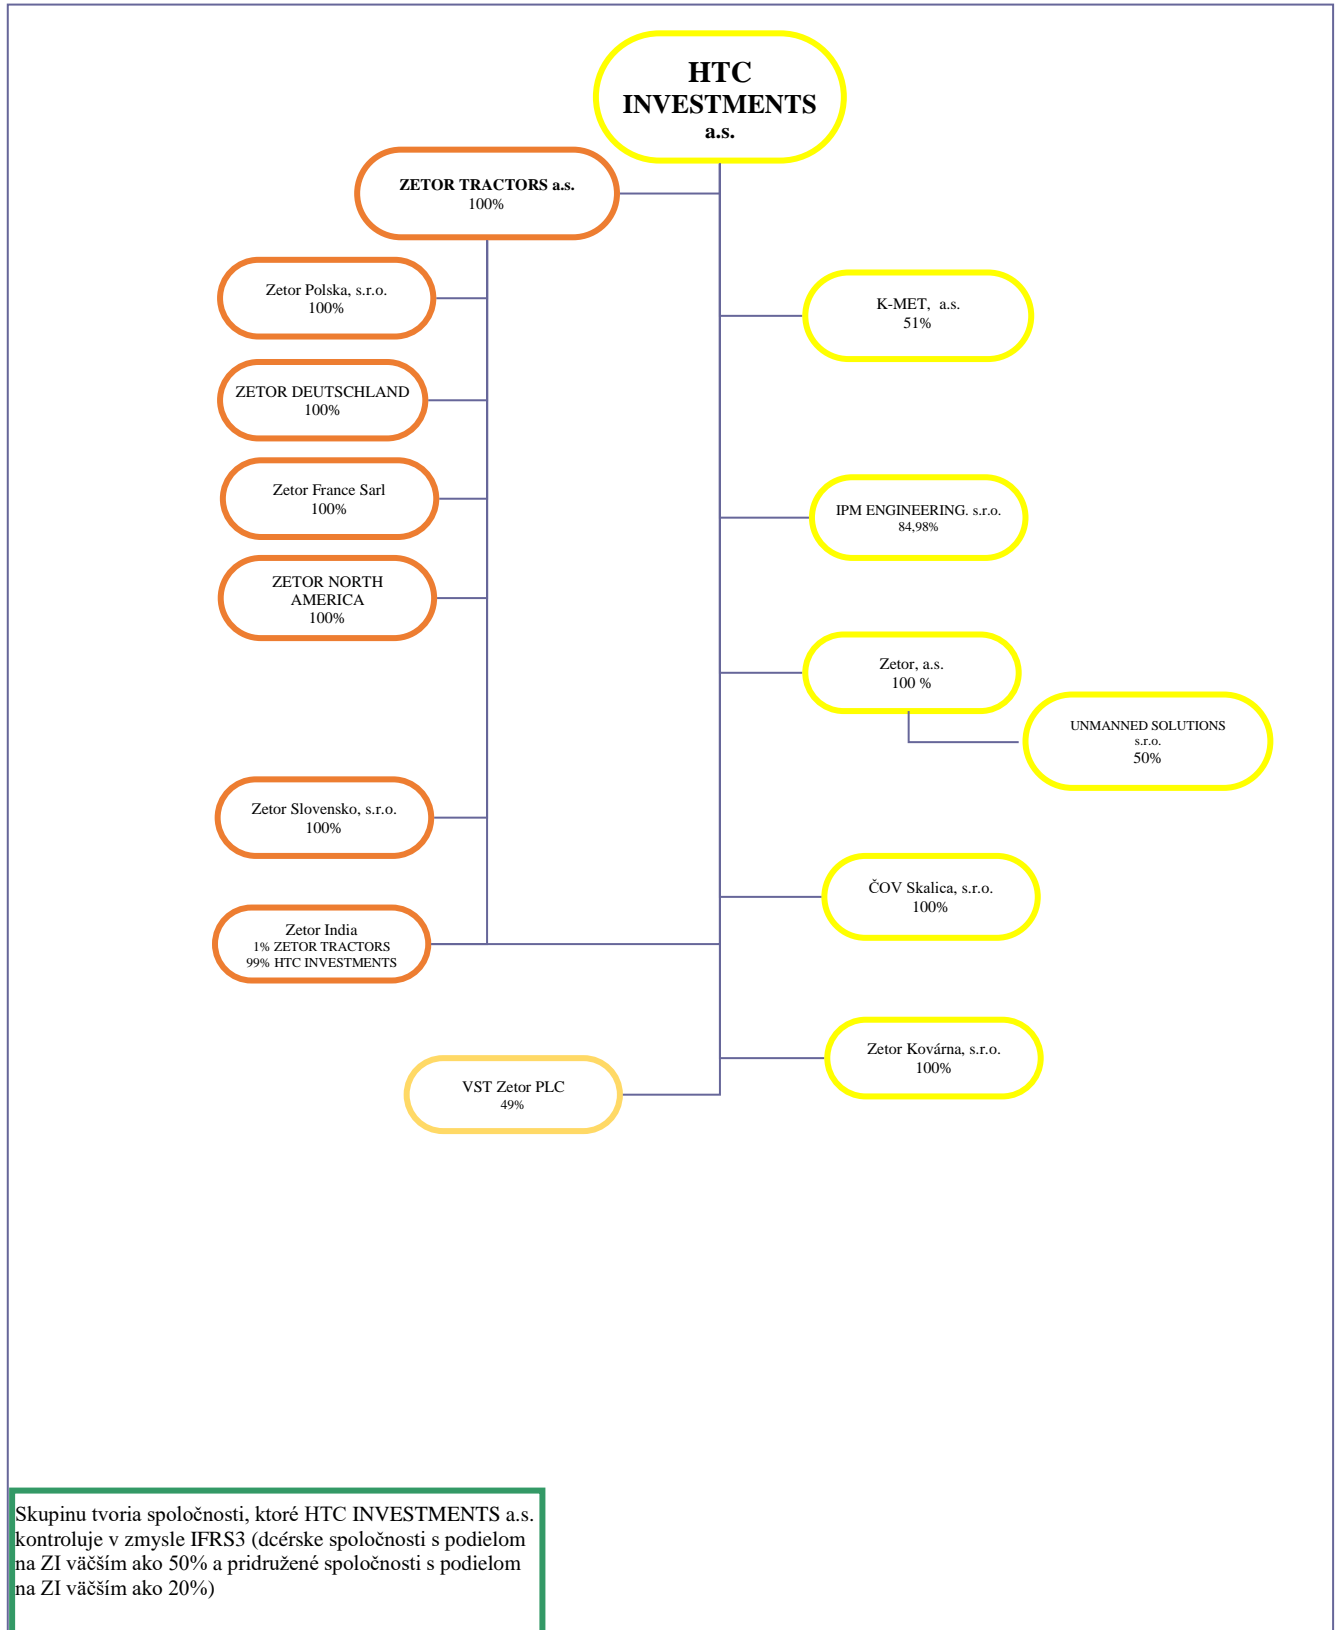 HTC
INVESTMENTS
a.s.
ZETOR TRACTORS a.s.
100%
Zetor Polska, s.r.o.
100%
K-MET, a.s.
51%
ZETOR DEUTSCHLAND
100%
Zetor France Sarl
100%
IPM ENGINEERING. s.r.o.
84,98%
ZETOR NORTH
AMERICA
100%
Zetor, a.s.
100 %
UNMANNED SOLUTIONS
s.r.o.
50%
Zetor Slovensko, s.r.o.
100%
ČOV Skalica, s.r.o.
100%
Zetor India
1% ZETOR TRACTORS
99% HTC INVESTMENTS
Zetor Kovárna, s.r.o.
100%
VST Zetor PLC
49%
Skupinu tvoria spoločnosti, ktoré HTC INVESTMENTS a.s.
kontroluje v zmysle IFRS3 (dcérske spoločnosti s podielom
na ZI väčším ako 50% a pridružené spoločnosti s podielom
na ZI väčším ako 20%)